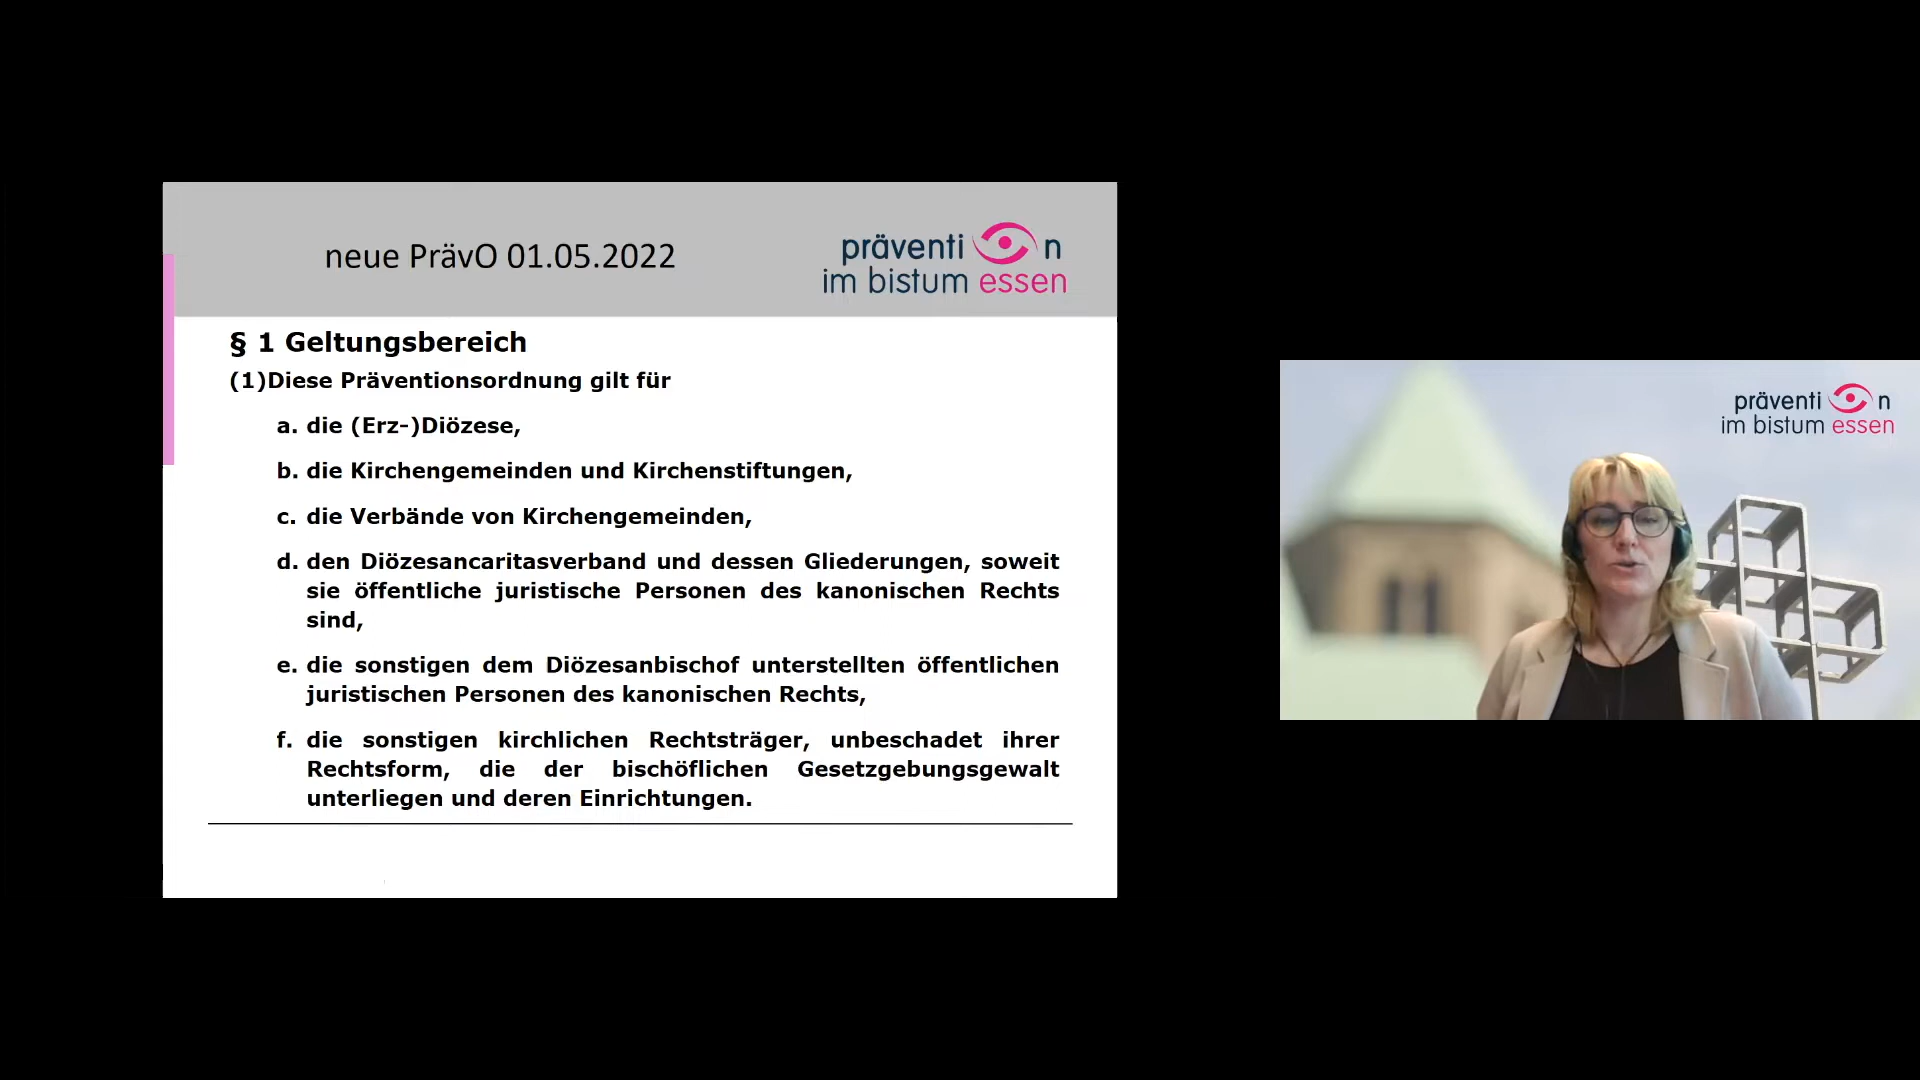 neue PrävO 01.05.2022
präventi n
im bistum essen
§ 1 Geltungsbereich
(1)Diese Präventionsordnung gilt für
a. die (Erz-)Diözese,
b. die Kirchengemeinden und Kirchenstiftungen,
c. die Verbände von Kirchengemeinden,
d. den Diözesancaritasverband und dessen Gliederungen, soweit
sie öffentliche juristische Personen des kanonischen Rechts
sind,
e. die sonstigen dem Diözesanbischof unterstellten öffentlichen
juristischen Personen des kanonischen Rechts,
f. die sonstigen kirchlichen Rechtsträger, unbeschadet ihrer
Rechtsform, die der bischöflichen Gesetzgebungsgewalt
unterliegen und deren Einrichtungen.
präventi n
im bistum essen